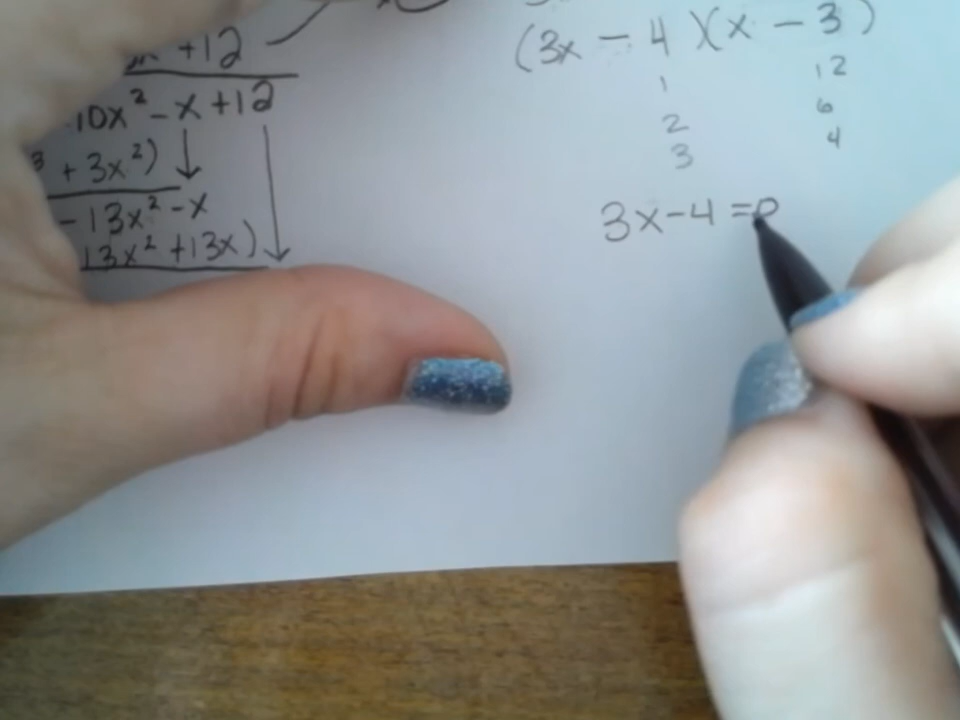 +12
10x² - x + 12
³ + 3x²)
- 13x² - x
13x² + 13x)
(3x - 4)(x - 3)
1 12
2 6
3 4
3x - 4 = 0